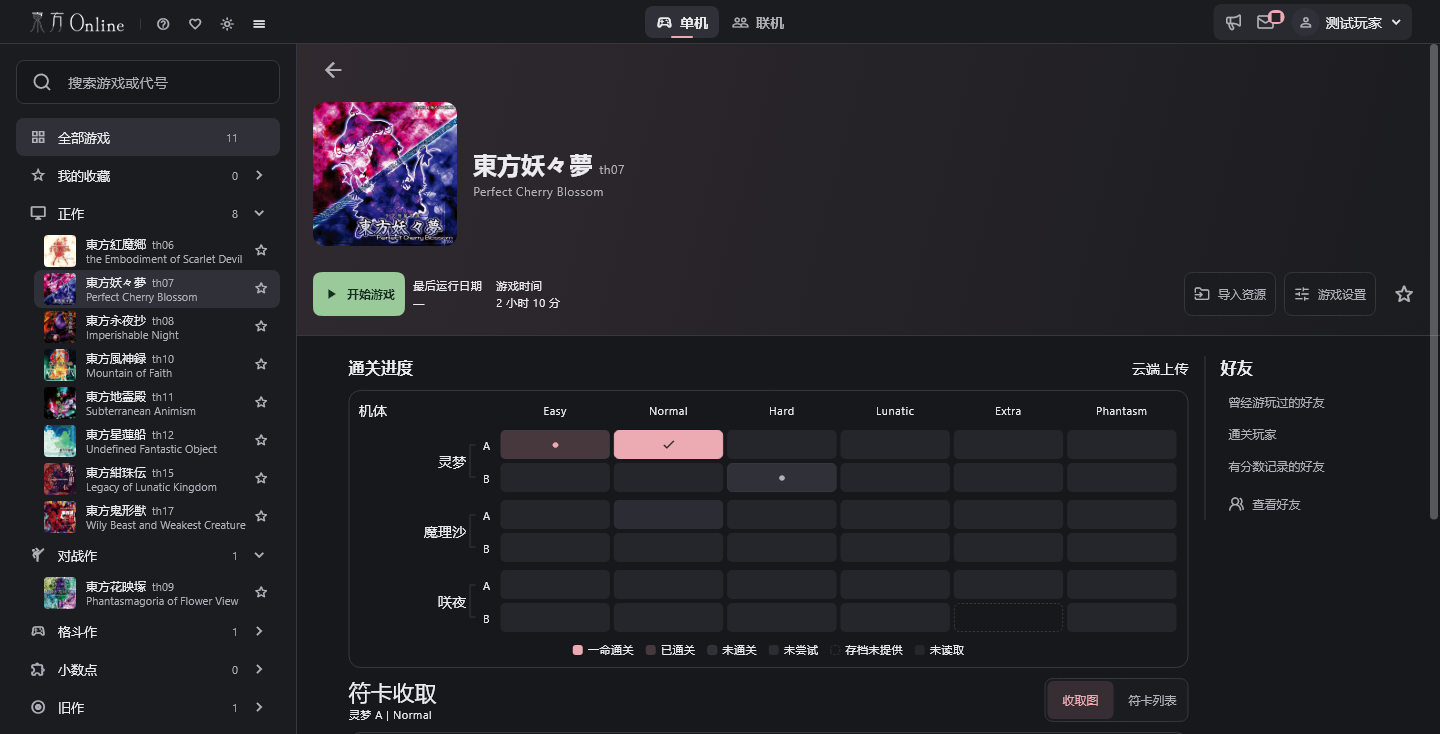 東方Online
单机
联机
测试玩家
搜索游戏或代号
全部游戏 11
我的收藏 0
正作 8
東方紅魔郷 th06
the Embodiment of Scarlet Devil
東方妖々夢 th07
Perfect Cherry Blossom
東方永夜抄 th08
Imperishable Night
東方風神録 th10
Mountain of Faith
東方地霊殿 th11
Subterranean Animism
東方星蓮船 th12
Undefined Fantastic Object
東方紺珠伝 th15
Legacy of Lunatic Kingdom
東方鬼形獣 th17
Wily Beast and Weakest Creature
对战作 1
東方花映塚 th09
Phantasmagoria of Flower View
格斗作 1
小数点 0
旧作 1
東方妖々夢
Perfect Cherry Blossom
東方妖々夢 th07
Perfect Cherry Blossom
开始游戏
最后运行日期
—
游戏时间
2 小时 10 分
导入资源
游戏设置
通关进度
云端上传
机体 Easy Normal Hard Lunatic Extra Phantasm
灵梦
A
B
魔理沙
A
B
咲夜
A
B
一命通关 已通关 未通关 未尝试 存档未提供 未读取
符卡收取
灵梦 A | Normal
收取图
符卡列表
好友
曾经游玩过的好友
通关玩家
有分数记录的好友
查看好友